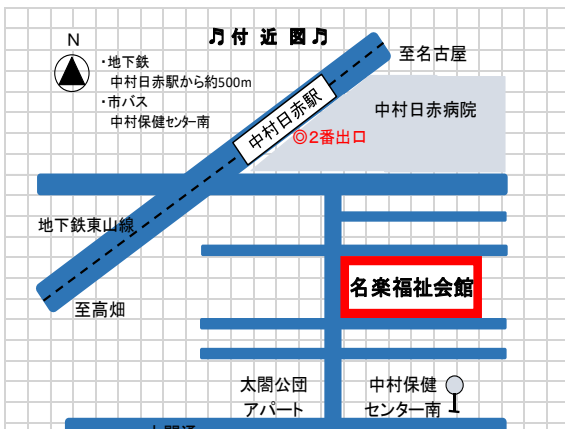 ♬付近図♬
N
・地下鉄
中村日赤駅から約500m
・市バス
中村保健センター南
至名古屋
中村日赤病院
中村日赤駅
◎2番出口
地下鉄東山線
至高畑
名楽福祉会館
太閤公団
アパート
中村保健
センター南